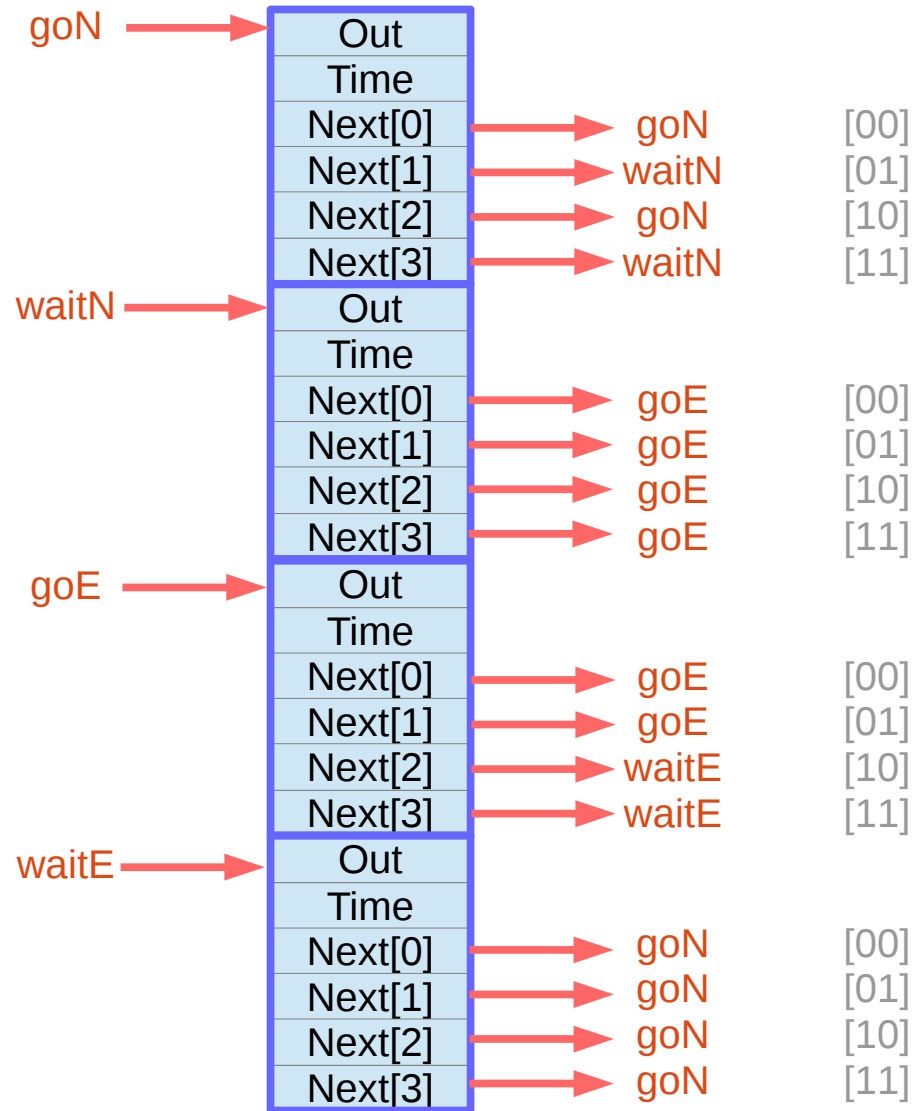 goN Out
Time
Next[0] goN [00]
Next[1] waitN [01]
Next[2] goN [10]
Next[3] waitN [11]
waitN Out
Time
Next[0] goE [00]
Next[1] goE [01]
Next[2] goE [10]
Next[3] goE [11]
goE Out
Time
Next[0] goE [00]
Next[1] goE [01]
Next[2] waitE [10]
Next[3] waitE [11]
waitE Out
Time
Next[0] goN [00]
Next[1] goN [01]
Next[2] goN [10]
Next[3] goN [11]